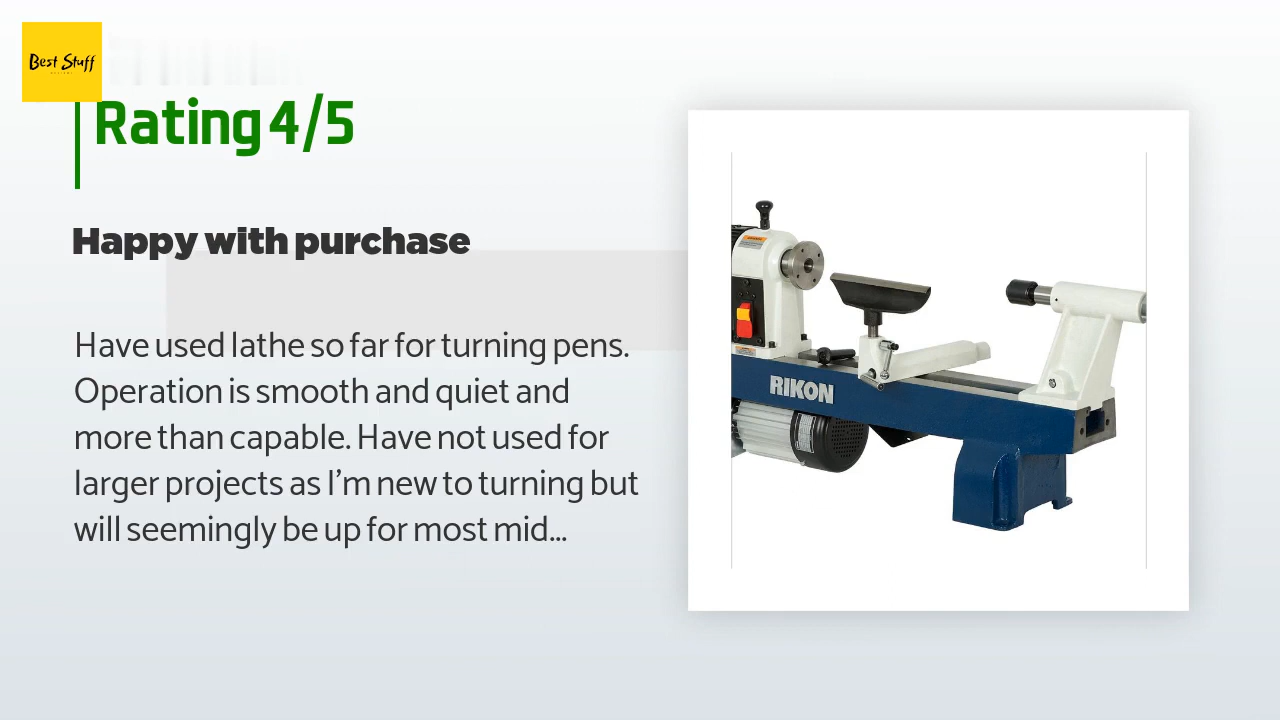 Best Stuff
Rating 4/5
Happy with purchase
Have used lathe so far for turning pens.
Operation is smooth and quiet and
more than capable. Have not used for
larger projects as I'm new to turning but
will seemingly be up for most mid...
RIKON